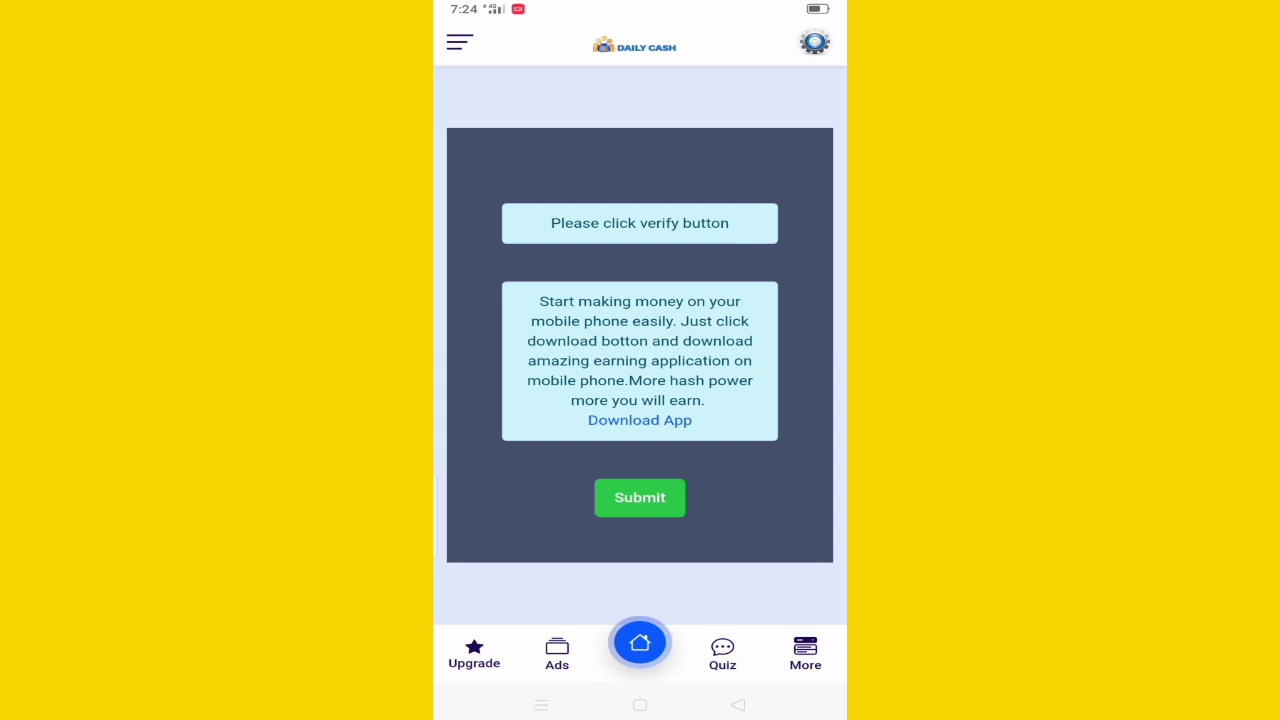 7:24
4G
DAILY CASH
Please click verify button
Start making money on your
mobile phone easily. Just click
download botton and download
amazing earning application on
mobile phone.More hash power
more you will earn.
Download App
Submit
Upgrade
Ads
Quiz
More